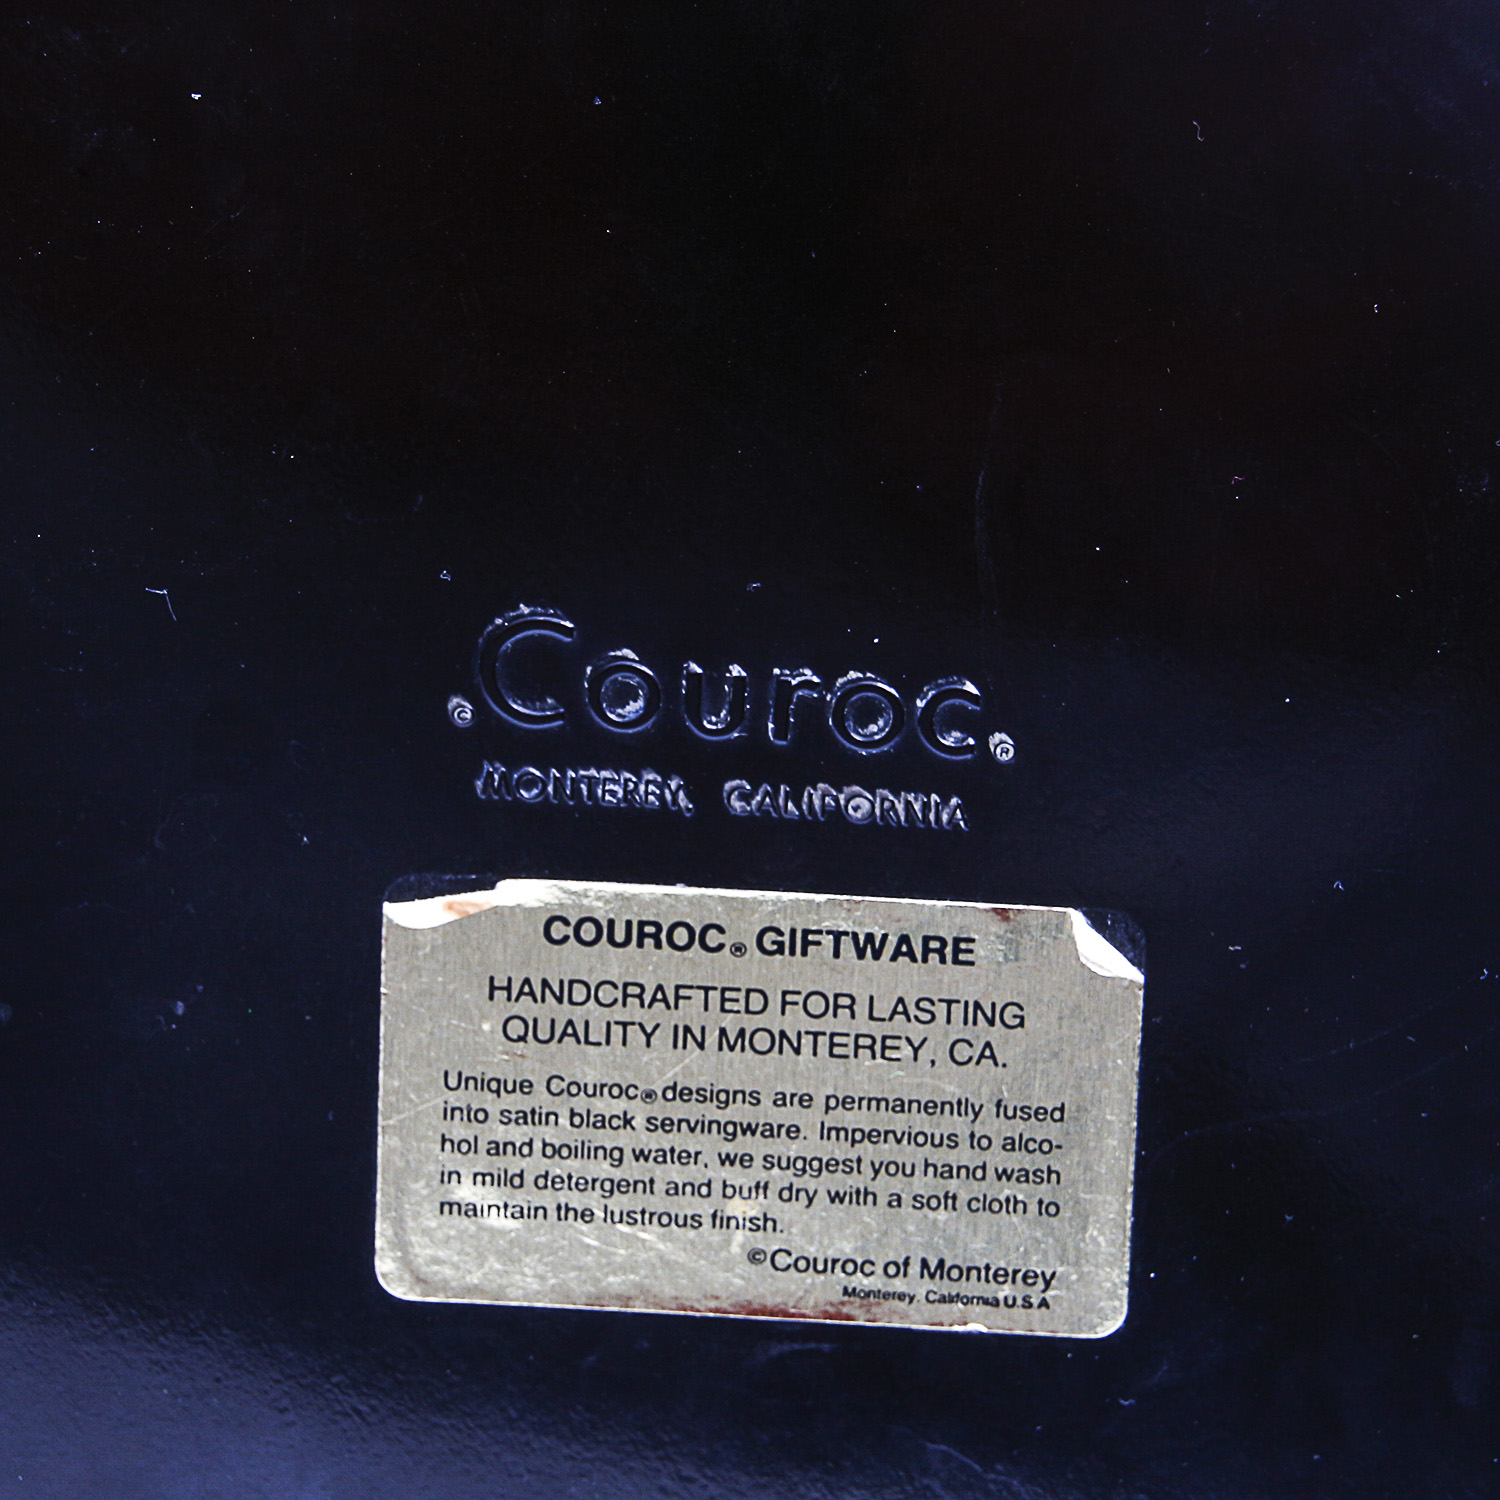 © Couroc ®
MONTEREY, CALIFORNIA
COUROC® GIFTWARE
HANDCRAFTED FOR LASTING
QUALITY IN MONTEREY, CA.
Unique Couroc® designs are permanently fused
into satin black servingware. Impervious to alco-
hol and boiling water, we suggest you hand wash
in mild detergent and buff dry with a soft cloth to
maintain the lustrous finish.
©Couroc of Monterey
Monterey, California U.S.A